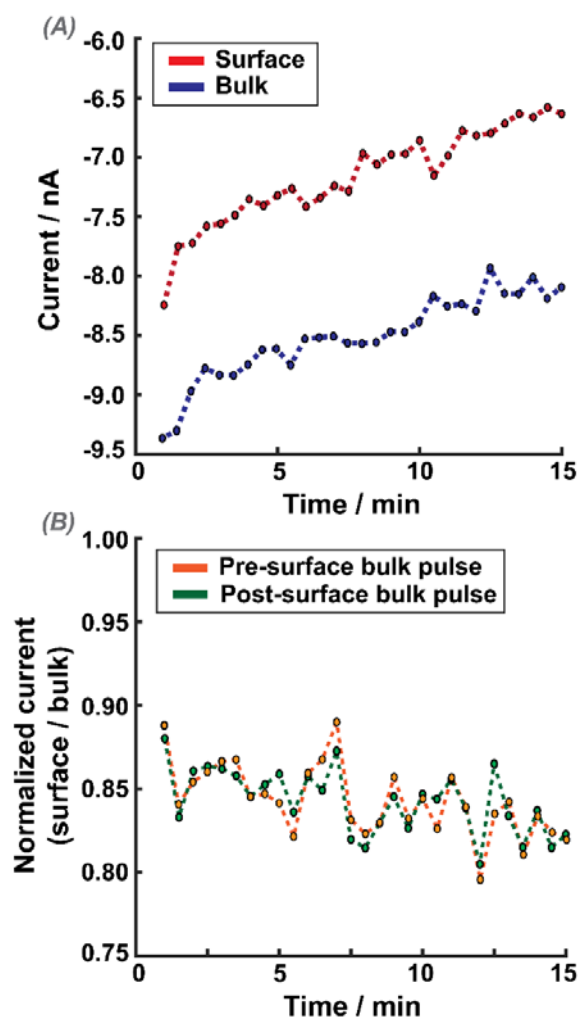 (A)
-6.0
Surface
Bulk
-6.5
-7.0
-7.5
-8.0
-8.5
-9.0
-9.5
Current / nA
0
5
10
15
Time / min
(B)
1.00
Pre-surface bulk pulse
Post-surface bulk pulse
0.95
0.90
0.85
0.80
0.75
Normalized current
(surface / bulk)
0
5
10
15
Time / min